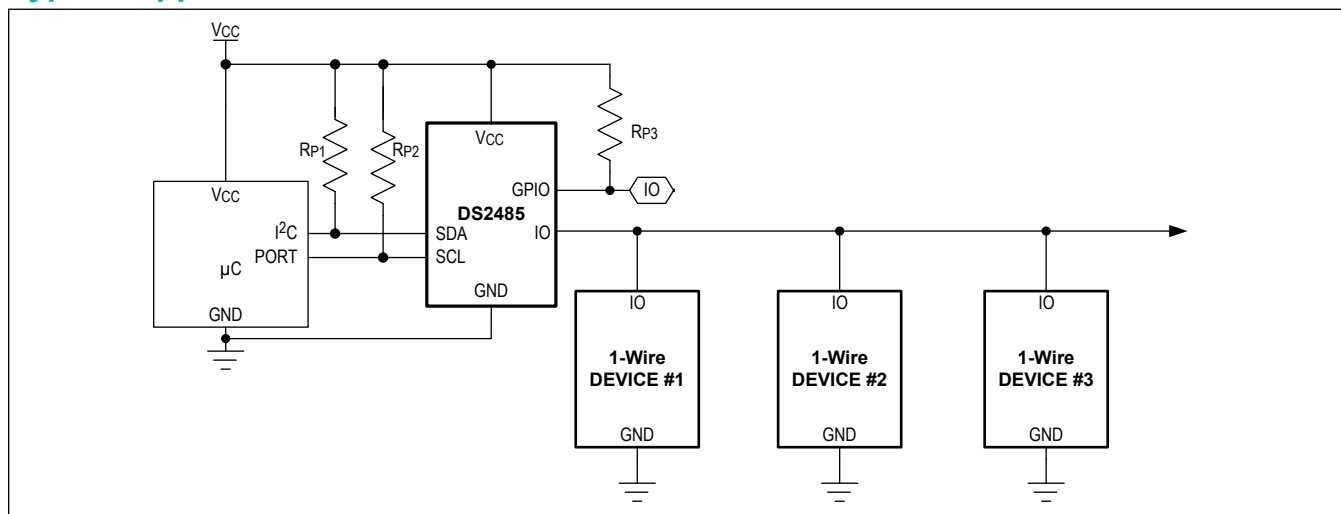 VCC
RP1
RP2
RP3
VCC
VCC
GPIO
IO
DS2485
I²C
SDA
IO
PORT
SCL
µC
GND
GND
IO
IO
IO
1-Wire
DEVICE #1
1-Wire
DEVICE #2
1-Wire
DEVICE #3
GND
GND
GND